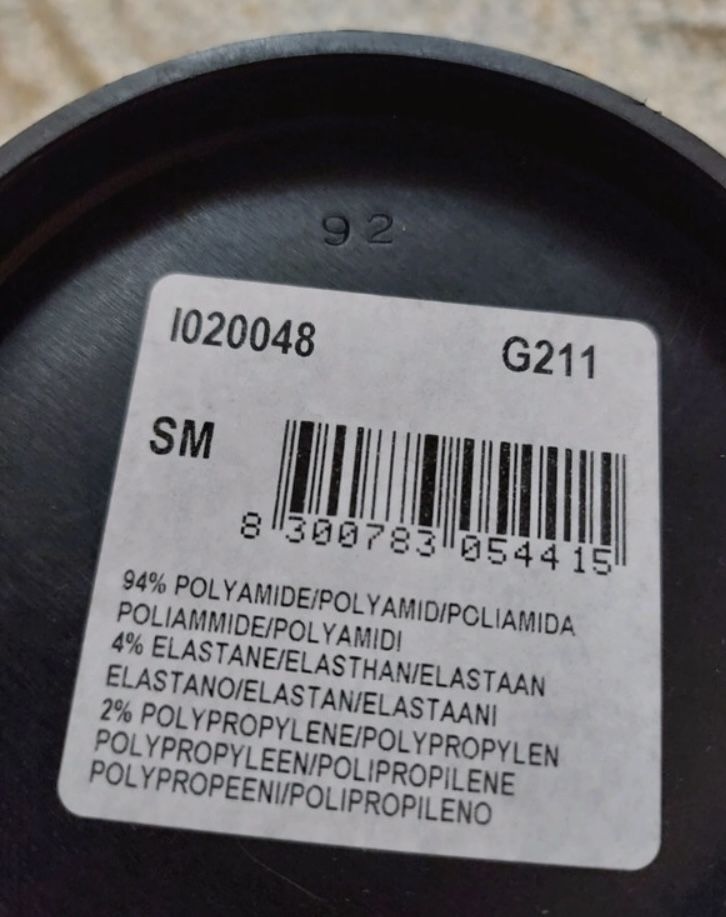 92
I020048 G211
SM
8 300783 054415
94% POLYAMIDE/POLYAMID/POLIAMIDA
POLIAMMIDE/POLYAMIDI
4% ELASTANE/ELASTHAN/ELASTAAN
ELASTANO/ELASTAN/ELASTAANI
2% POLYPROPYLENE/POLYPROPYLEN
POLYPROPYLEEN/POLIPROPILENE
POLYPROPEENI/POLIPROPILENO